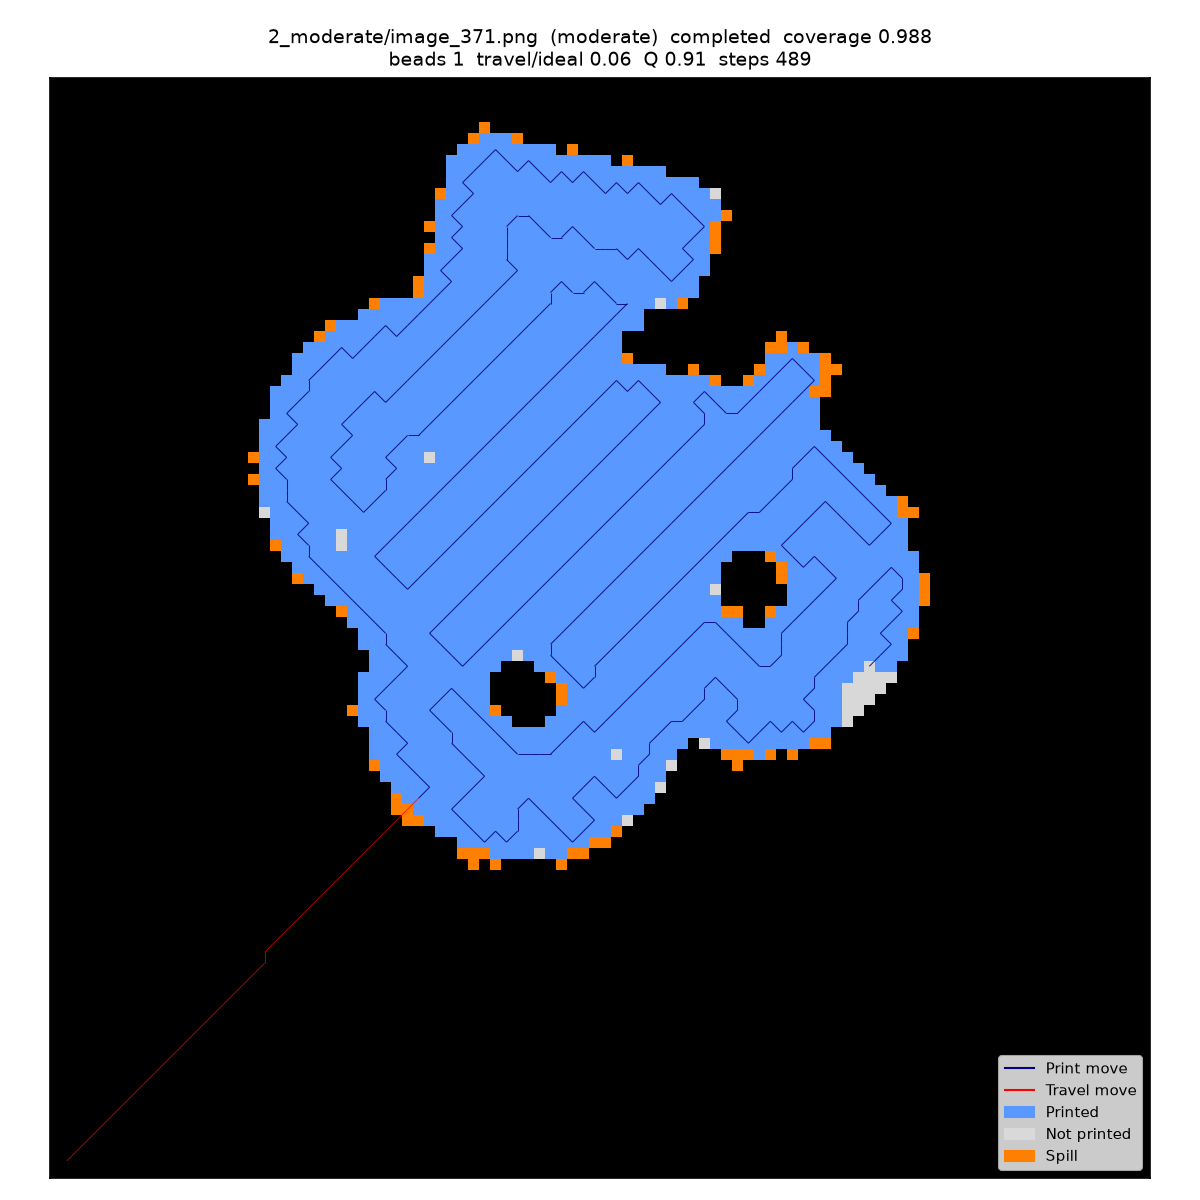 2_moderate/image_371.png  (moderate)  completed  coverage 0.988
beads 1  travel/ideal 0.06  Q 0.91  steps 489
Print move
Travel move
Printed
Not printed
Spill